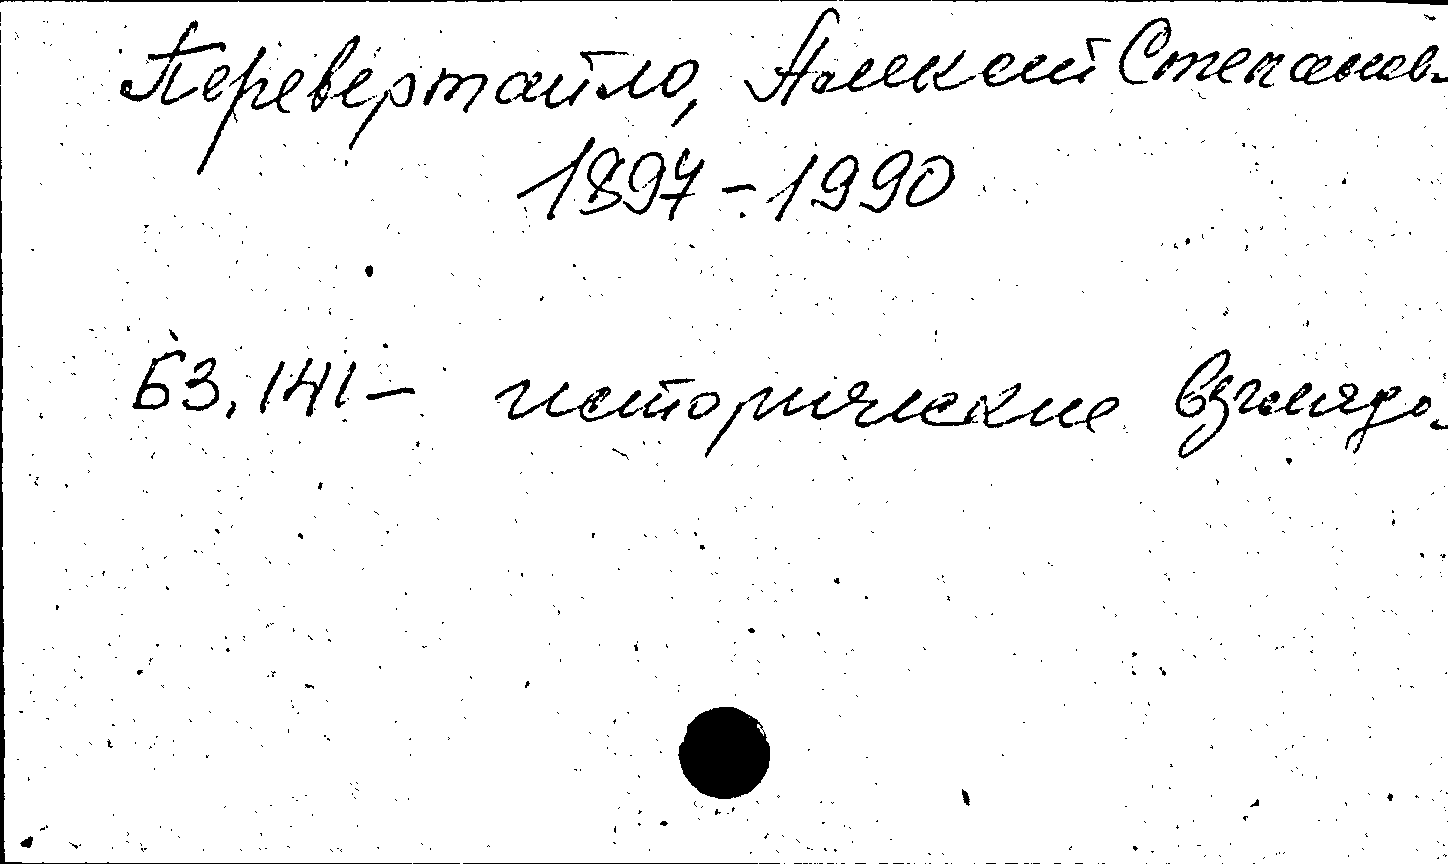 Перевертайло, Алексей Степанов
1897-1990
Б3.141- исторические взгляды